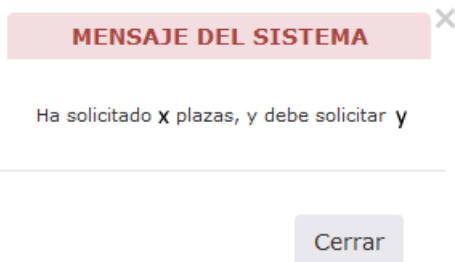 MENSAJE DEL SISTEMA
Ha solicitado x plazas, y debe solicitar y
Cerrar